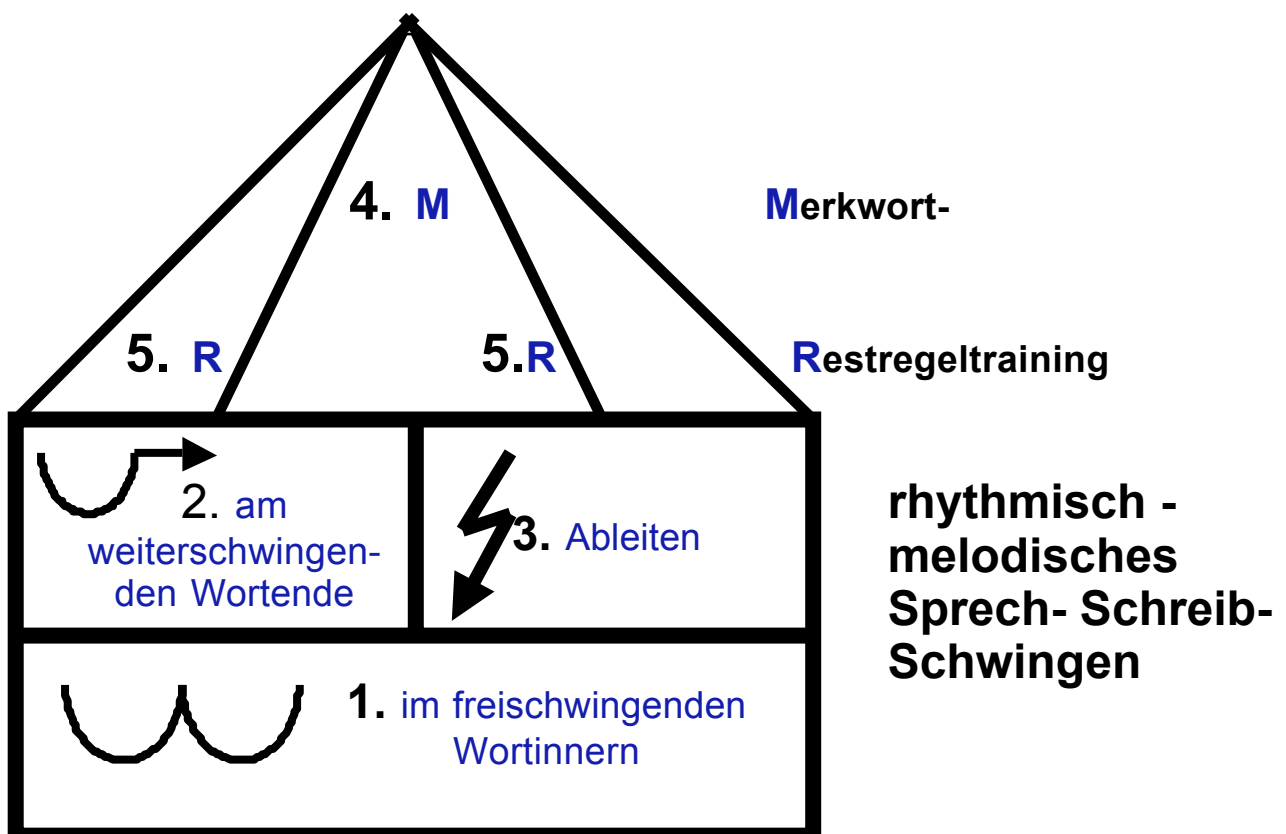 4. M
Merkwort-
5. R
5.R
Restregeltraining
2. am
weiterschwingen-
den Wortende
3. Ableiten
rhythmisch -
melodisches
Sprech- Schreib-
Schwingen
1. im freischwingenden
Wortinnern